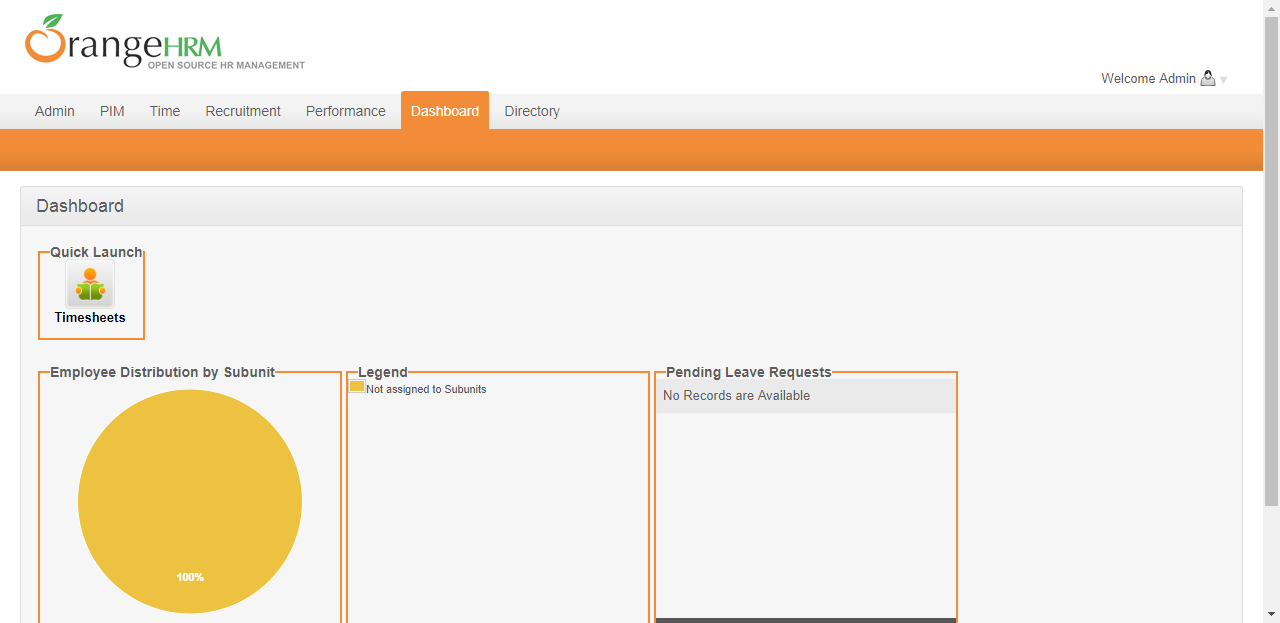 OrangeHRM
OPEN SOURCE HR MANAGEMENT
Welcome Admin
Admin PIM Time Recruitment Performance Dashboard Directory
Dashboard
Quick Launch
Timesheets
Employee Distribution by Subunit
100%
Legend
Not assigned to Subunits
Pending Leave Requests
No Records are Available